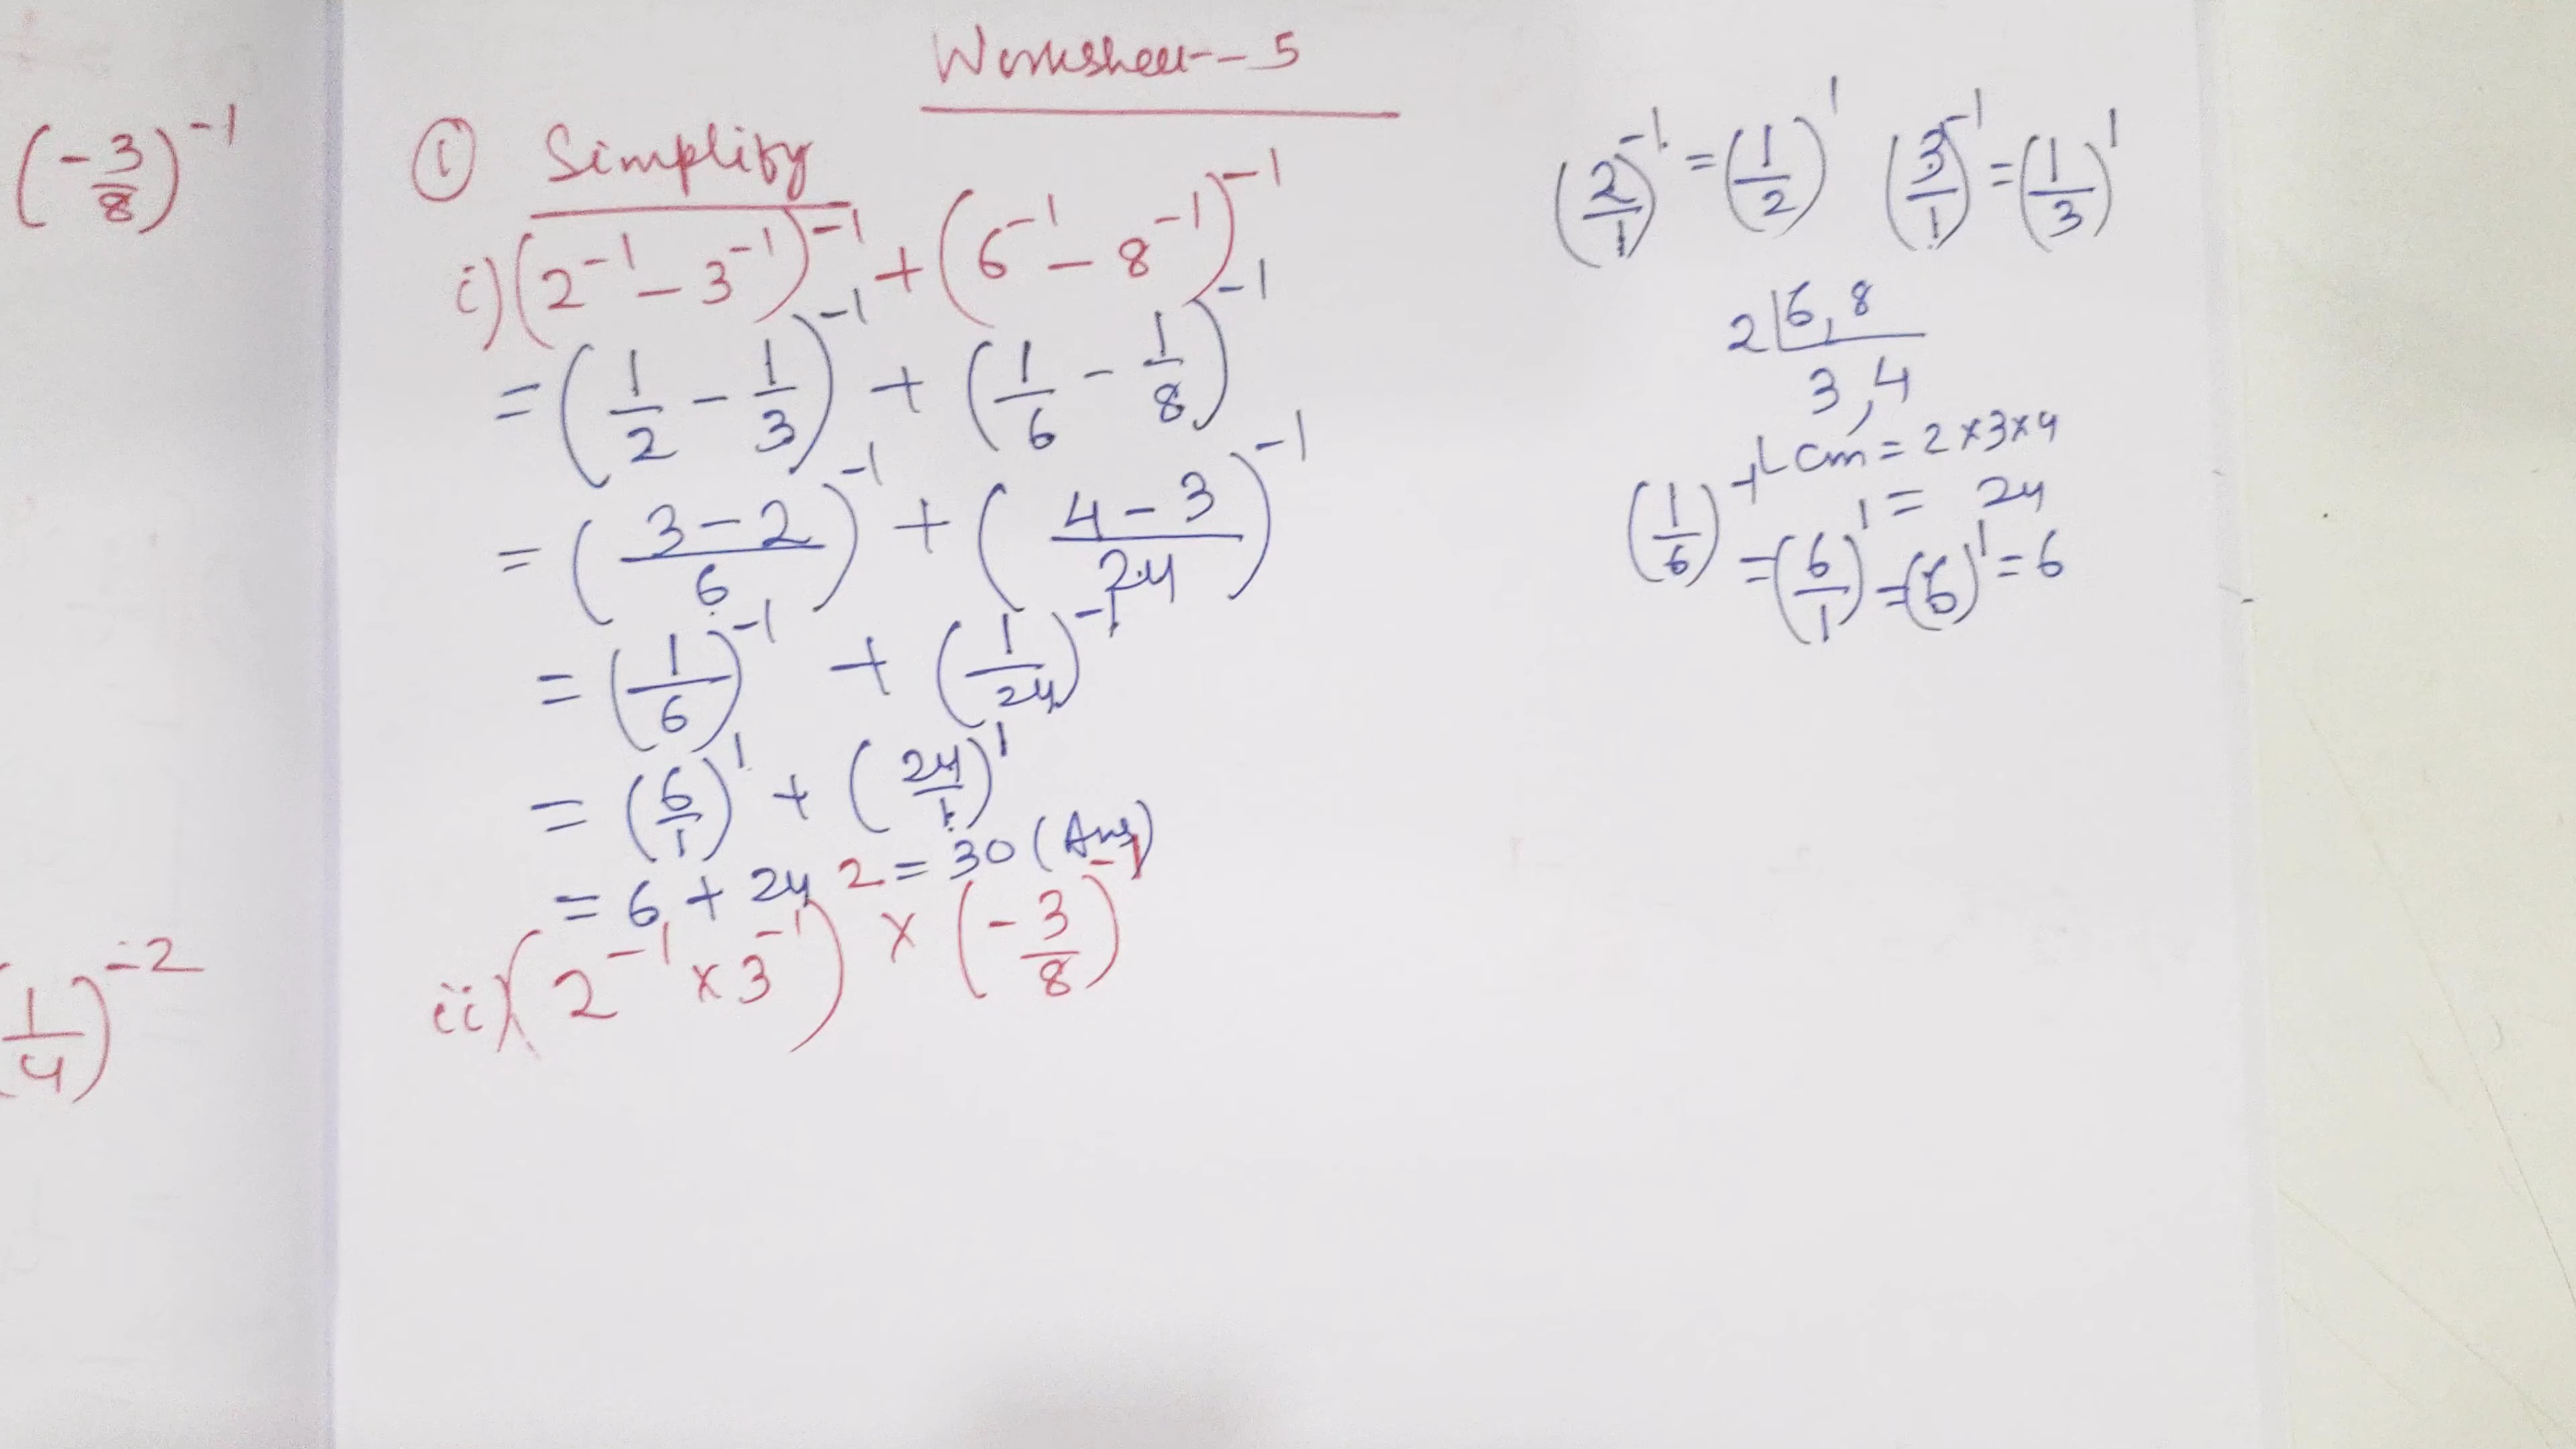 Worksheet - 5
(-3/8)^-1
① Simplify
i) (2^-1 - 3^-1)^-1 + (6^-1 - 8^-1)^-1
= (1/2 - 1/3)^-1 + (1/6 - 1/8)^-1
= ((3-2)/6)^-1 + ((4-3)/24)^-1
= (1/6)^-1 + (1/24)^-1
= (6/1)^1 + (24/1)^1
= 6 + 24 = 30 (Ans)
ii) (2^-1 × 3^-1)^2 × (-3/8)^-1
(1/4)^-2
(2/1)^-1 = (1/2)^1 (3/1)^-1 = (1/3)^1
2 | 6, 8
3, 4
Lcm = 2×3×4
= 24
(1/6)^-1 = (6/1)^1 = (6)^1 = 6